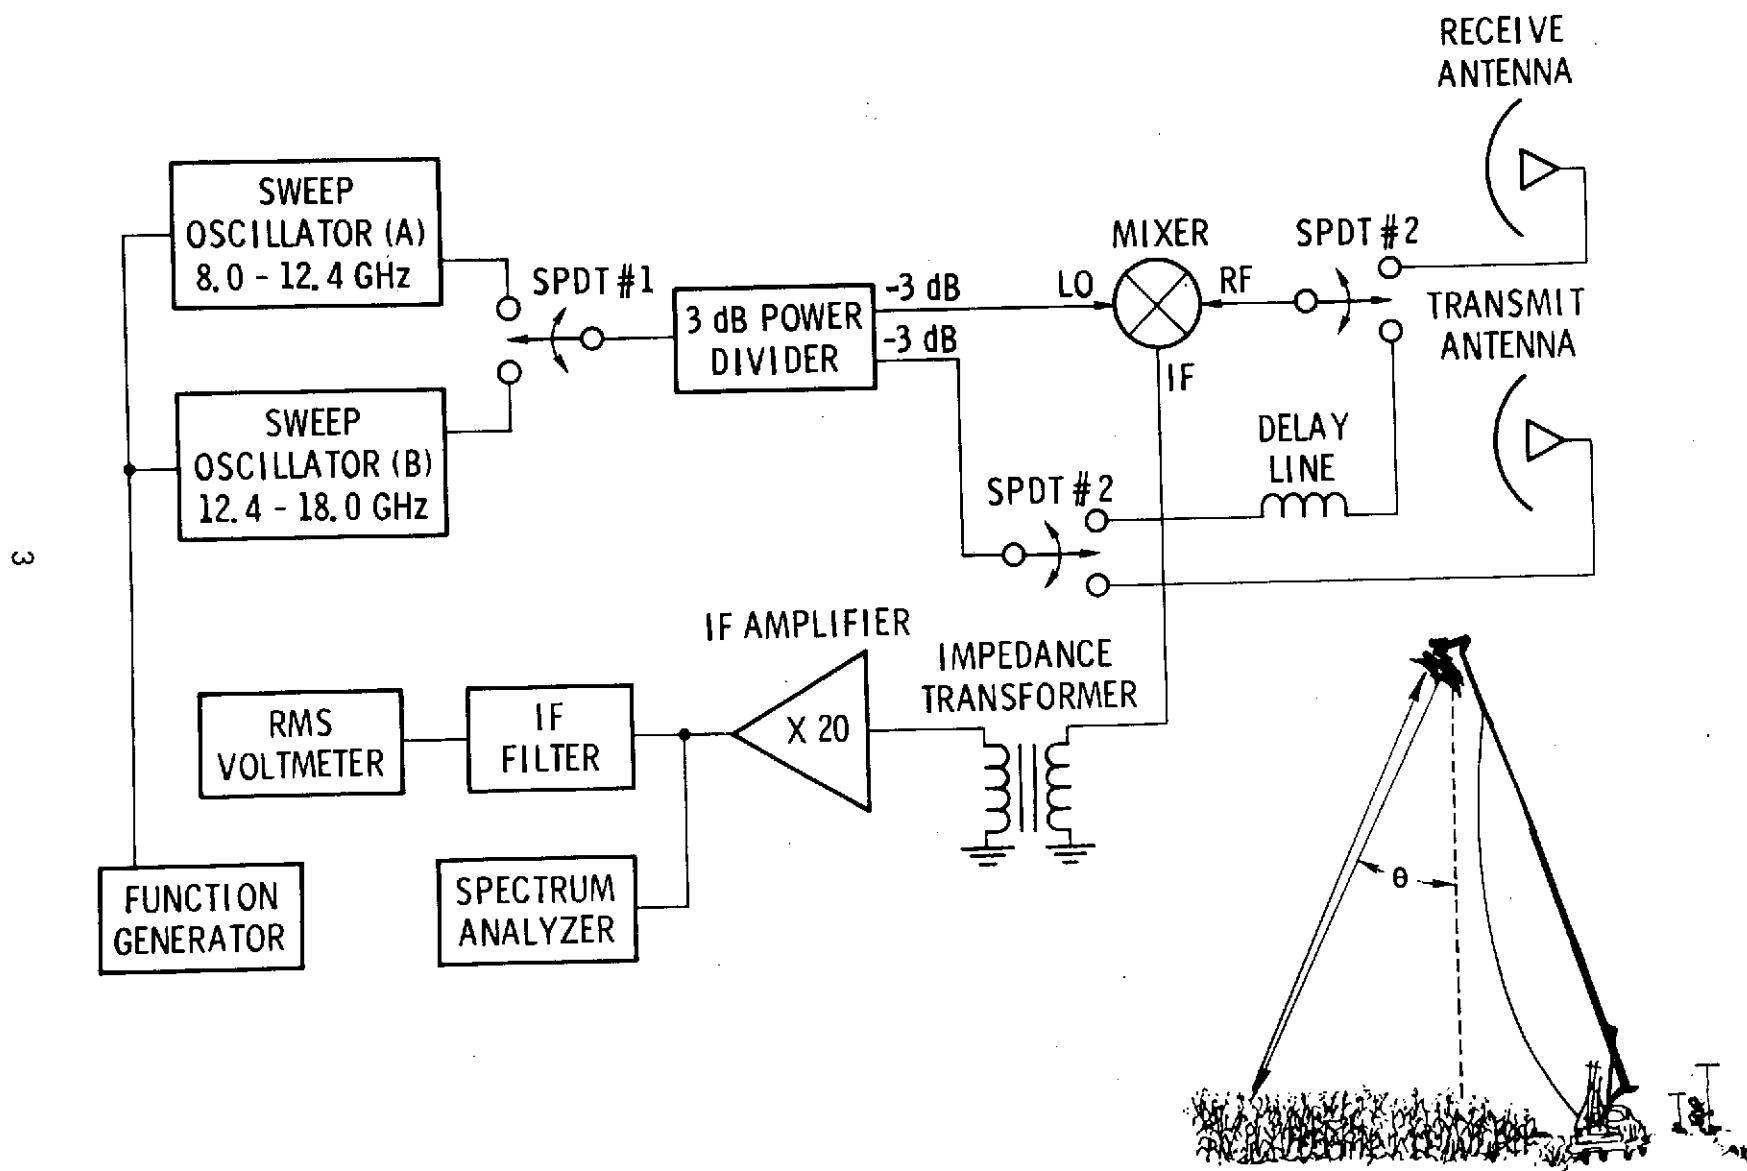 RECEIVE
ANTENNA
SWEEP
OSCILLATOR (A)
8.0 - 12.4 GHz
SPDT #1
3 dB POWER
DIVIDER
-3 dB
-3 dB
LO
MIXER
RF
IF
SPDT #2
TRANSMIT
ANTENNA
SWEEP
OSCILLATOR (B)
12.4 - 18.0 GHz
DELAY
LINE
SPDT #2
3
IF AMPLIFIER
X 20
IMPEDANCE
TRANSFORMER
RMS
VOLTMETER
IF
FILTER
FUNCTION
GENERATOR
SPECTRUM
ANALYZER
θ